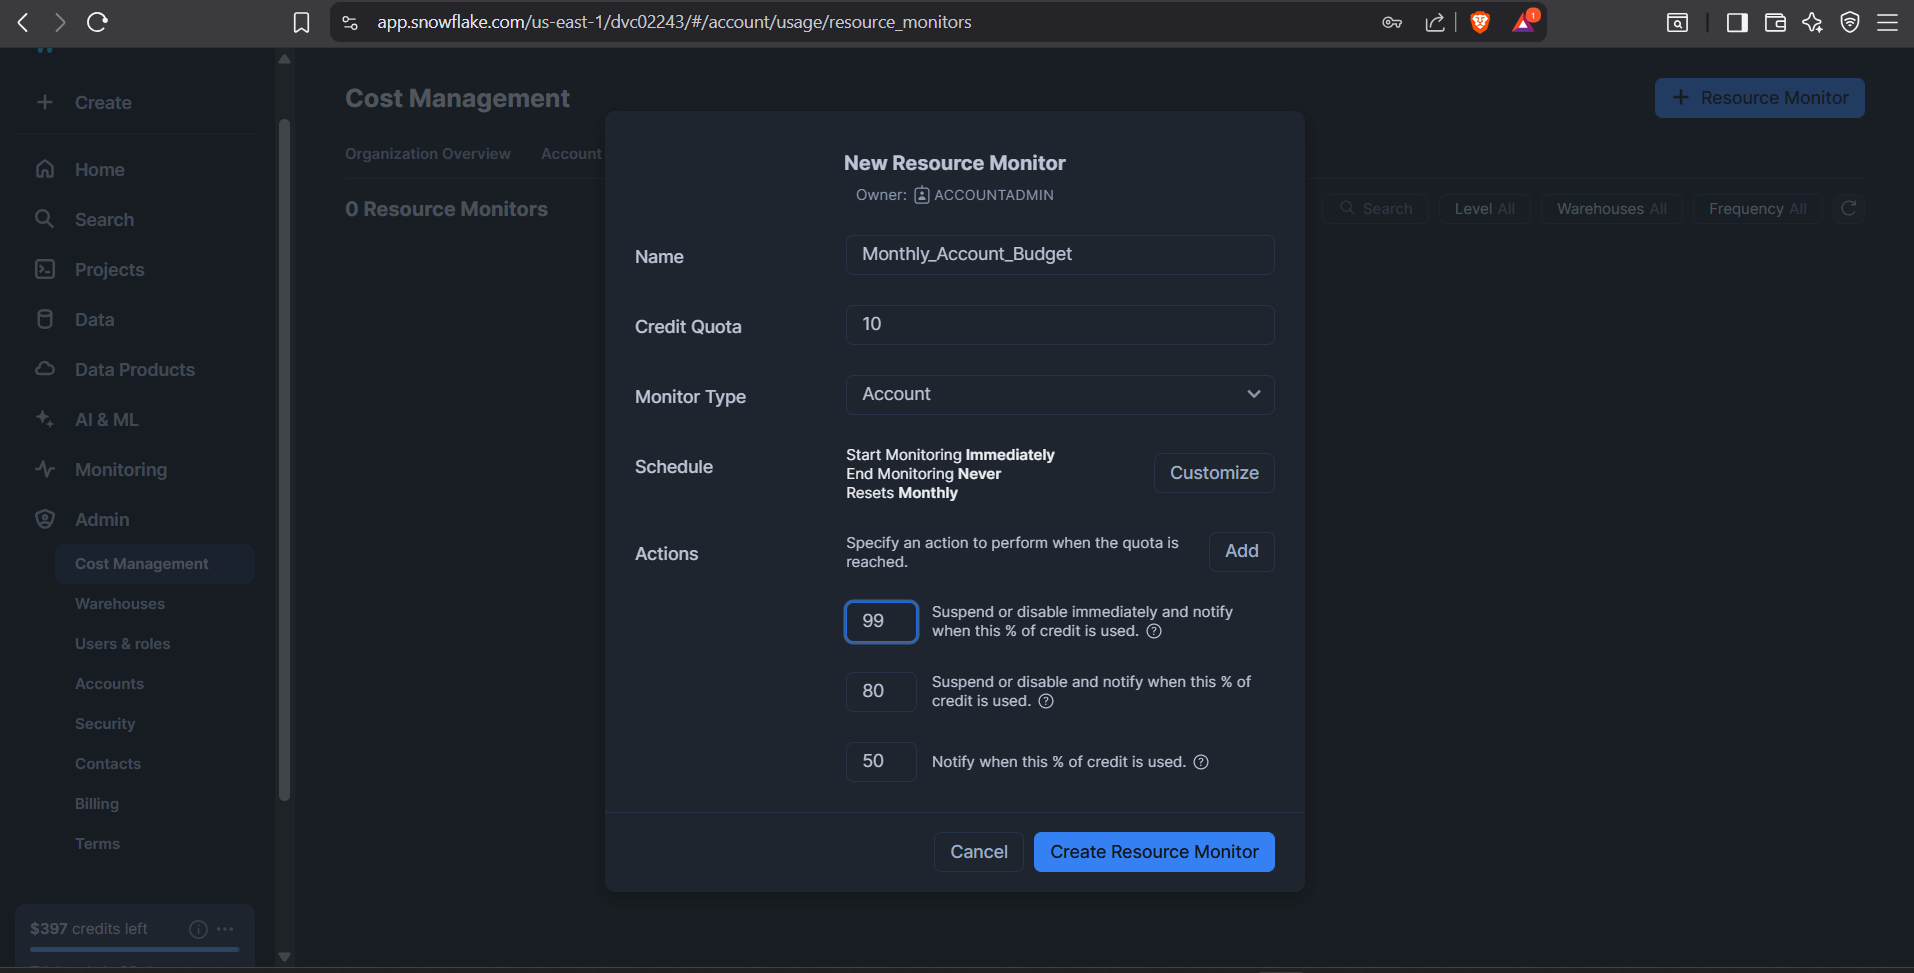 app.snowflake.com/us-east-1/dvc02243/#/account/usage/resource_monitors
1
Create
Home
Search
Projects
Data
Data Products
AI & ML
Monitoring
Admin
Cost Management
Warehouses
Users & roles
Accounts
Security
Contacts
Billing
Terms
$397 credits left
Cost Management
+ Resource Monitor
Organization Overview
Account
0 Resource Monitors
Search
Level All
Warehouses All
Frequency All
New Resource Monitor
Owner: ACCOUNTADMIN
Name
Monthly_Account_Budget
Credit Quota
10
Monitor Type
Account
Schedule
Start Monitoring Immediately
End Monitoring Never
Resets Monthly
Customize
Actions
Specify an action to perform when the quota is
reached.
Add
99
Suspend or disable immediately and notify
when this % of credit is used.
80
Suspend or disable and notify when this % of
credit is used.
50
Notify when this % of credit is used.
Cancel
Create Resource Monitor